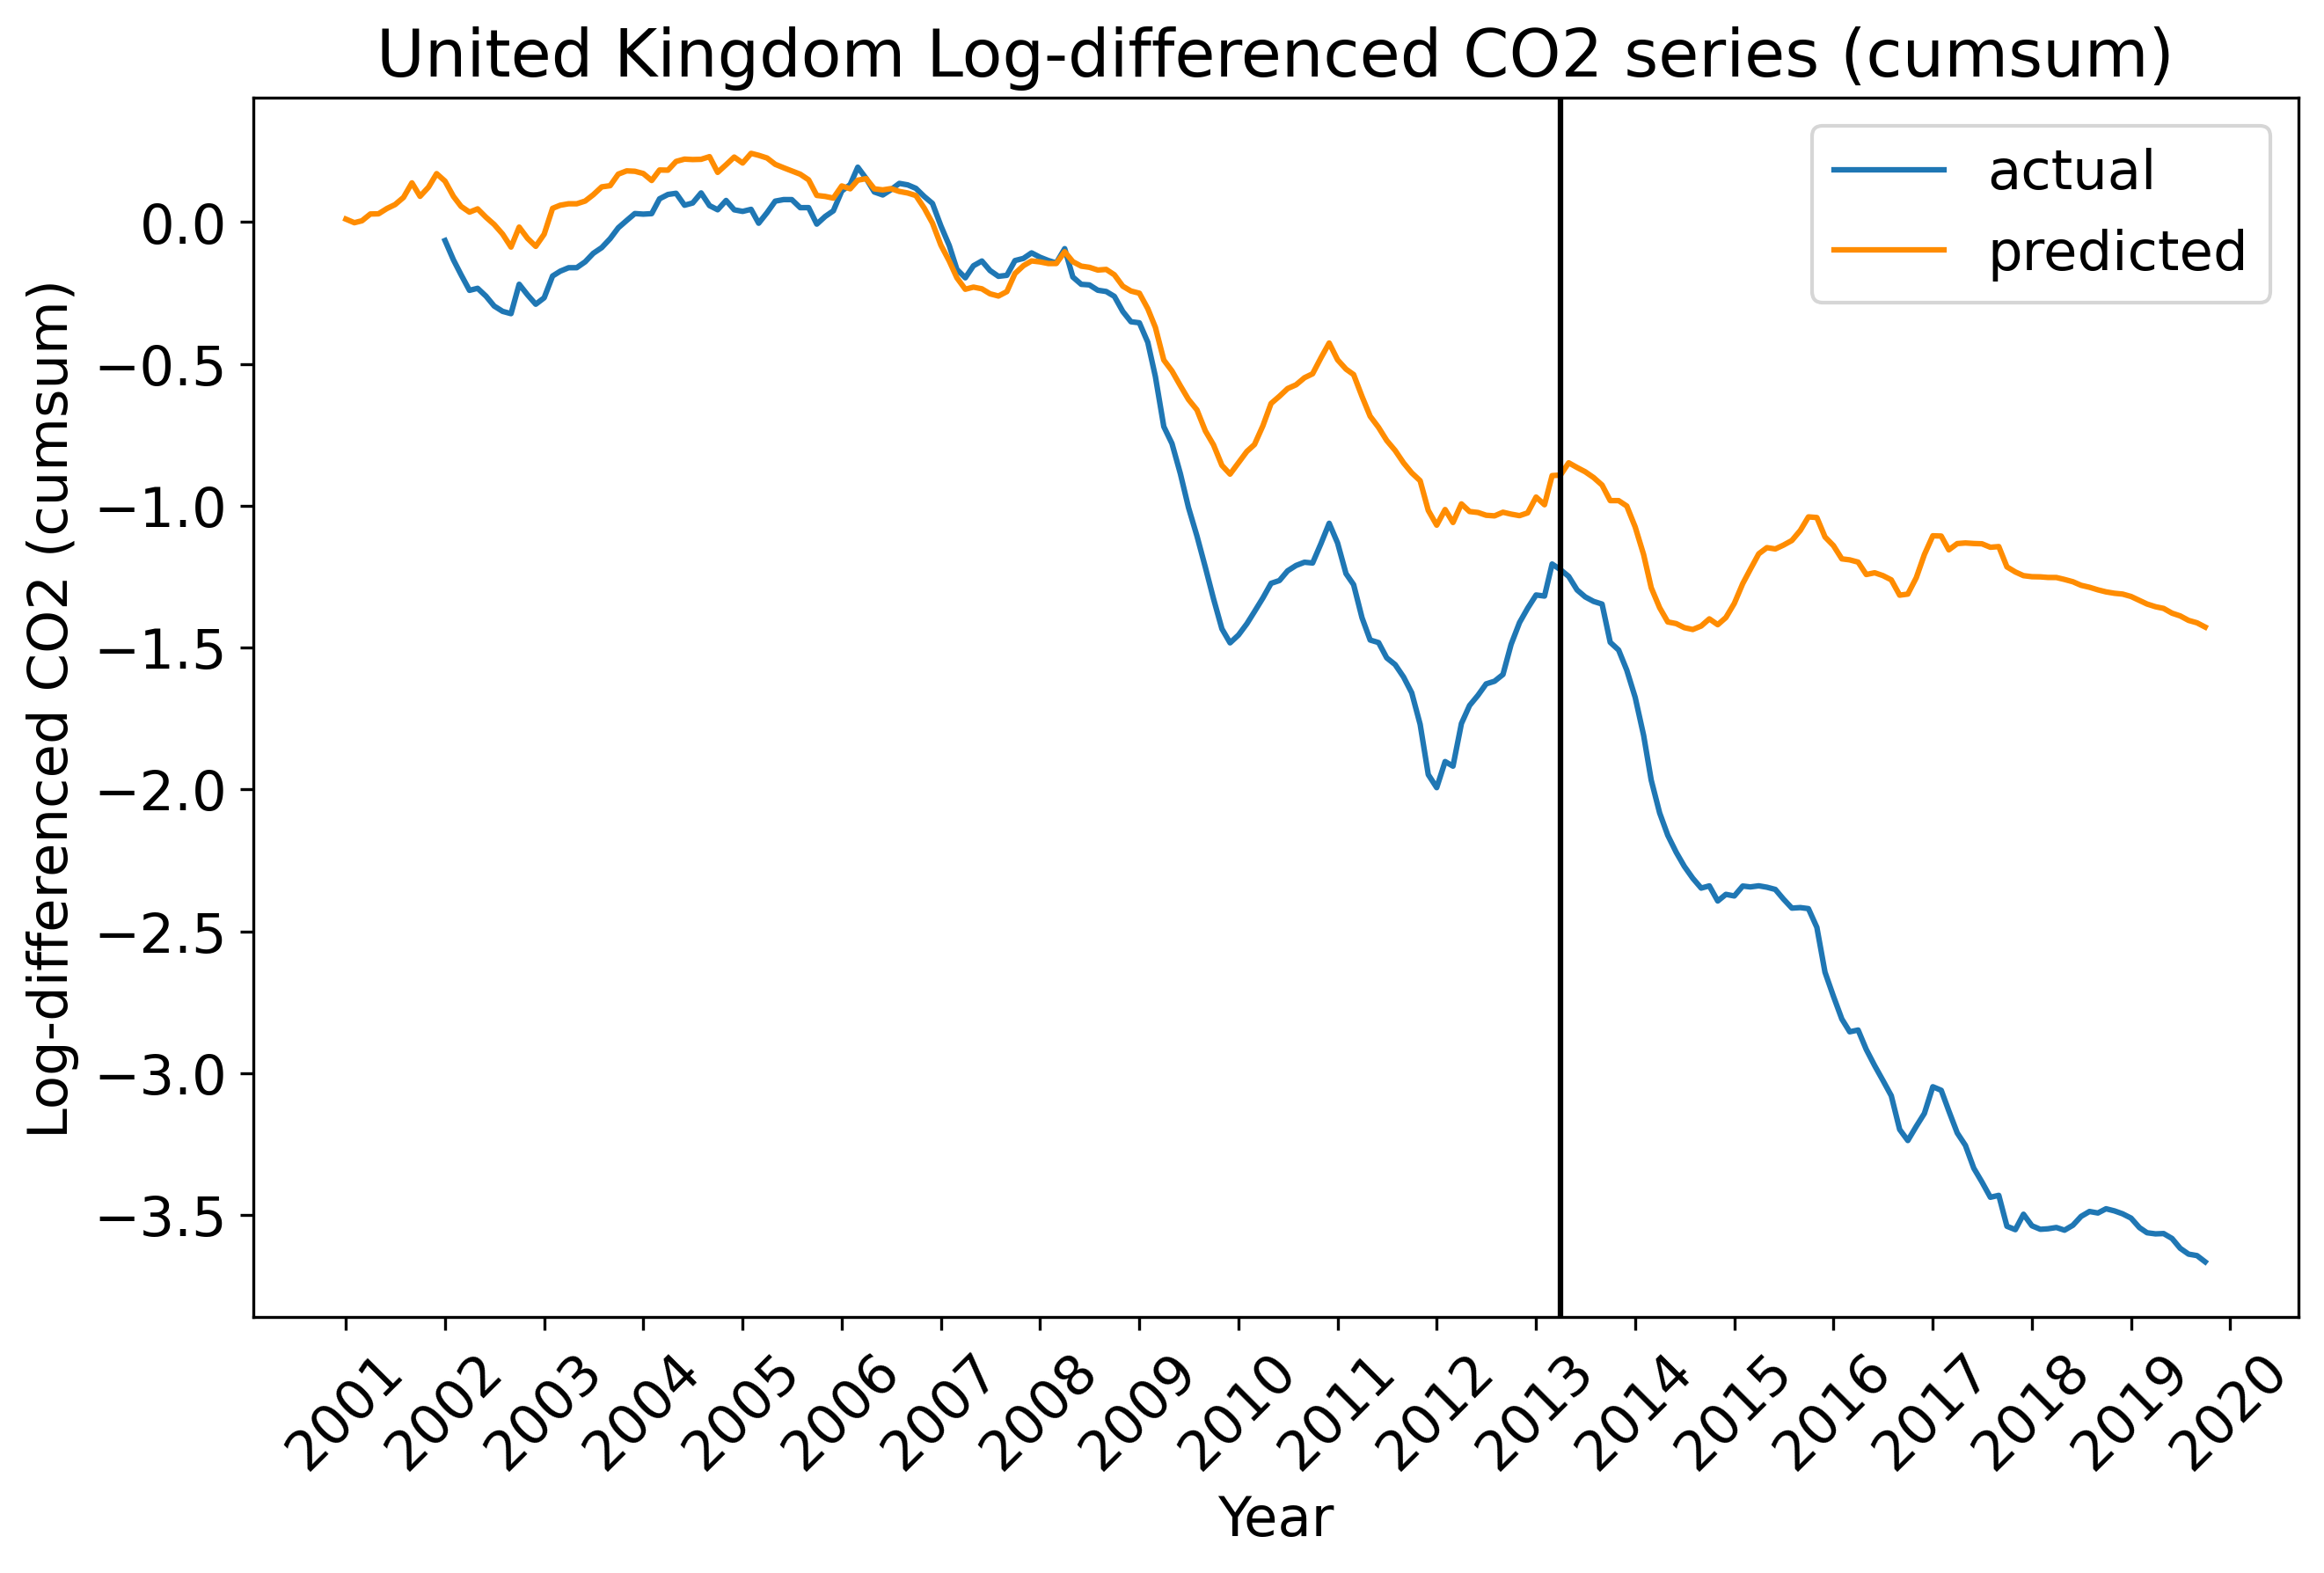 United Kingdom Log-differenced CO2 series (cumsum)
actual
predicted
Log-differenced CO2 (cumsum)
0.0
−0.5
−1.0
−1.5
−2.0
−2.5
−3.0
−3.5
2001 2002 2003 2004 2005 2006 2007 2008 2009 2010 2011 2012 2013 2014 2015 2016 2017 2018 2019 2020
Year